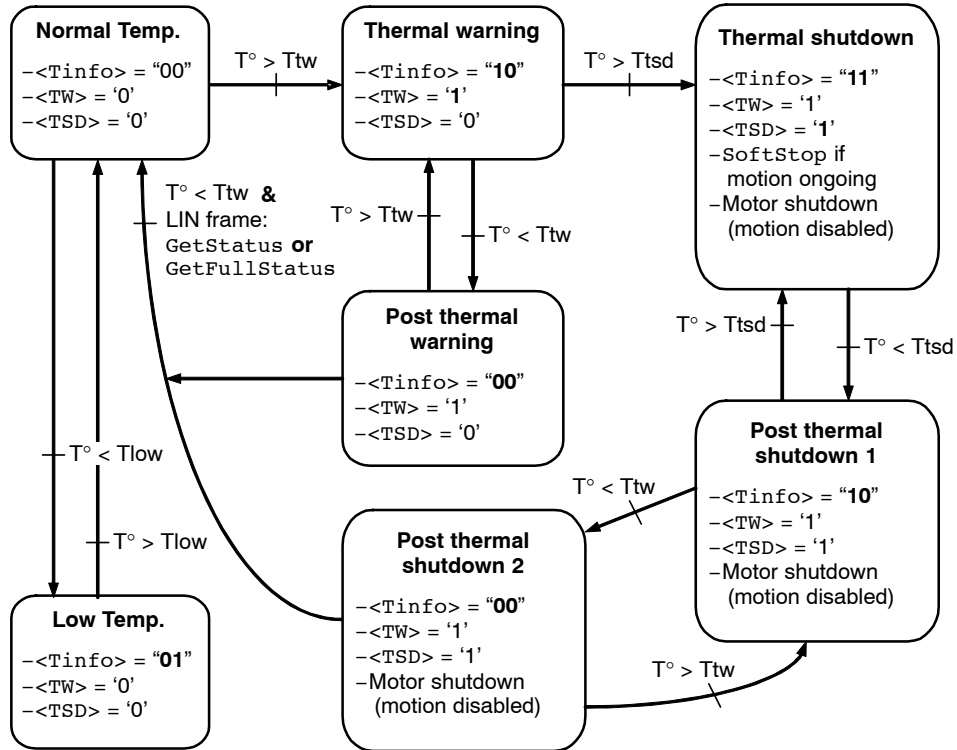 Normal Temp.
–<Tinfo> = “00”
–<TW> = ‘0’
–<TSD> = ‘0’
T° > Ttw
Thermal warning
–<Tinfo> = “10”
–<TW> = ‘1’
–<TSD> = ‘0’
T° > Ttsd
Thermal shutdown
–<Tinfo> = “11”
–<TW> = ‘1’
–<TSD> = ‘1’
–SoftStop if
motion ongoing
–Motor shutdown
(motion disabled)
T° < Ttw &
LIN frame:
GetStatus or
GetFullStatus
T° > Ttw
T° < Ttw
Post thermal
warning
–<Tinfo> = “00”
–<TW> = ‘1’
–<TSD> = ‘0’
T° > Ttsd
T° < Ttsd
Post thermal
shutdown 1
–<Tinfo> = “10”
–<TW> = ‘1’
–<TSD> = ‘1’
–Motor shutdown
(motion disabled)
T° < Tlow
T° > Tlow
T° < Ttw
Post thermal
shutdown 2
–<Tinfo> = “00”
–<TW> = ‘1’
–<TSD> = ‘1’
–Motor shutdown
(motion disabled)
T° > Ttw
Low Temp.
–<Tinfo> = “01”
–<TW> = ‘0’
–<TSD> = ‘0’